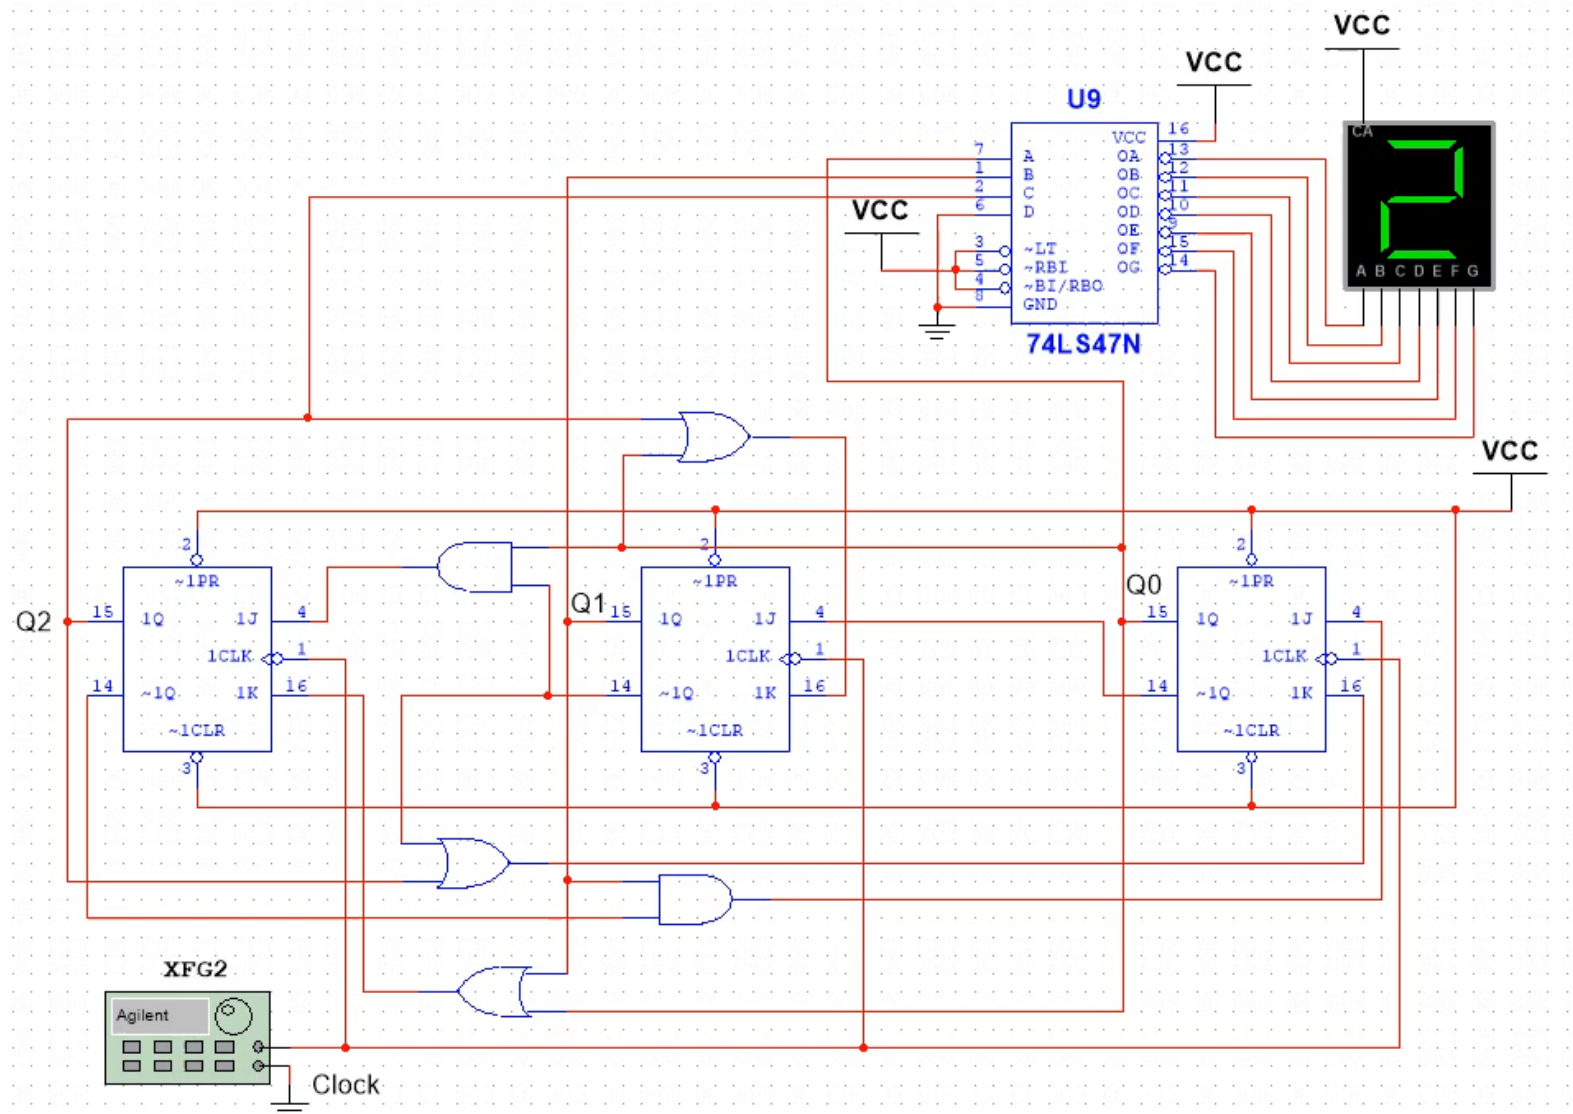 VCC
VCC
U9
7
1
2
6
3
5
4
8
A
B
C
D
~LT
~RBI
~BI/RBO
GND
VCC
OA
OB
OC
OD
OE
OF
OG
16
13
12
11
10
9
15
14
74LS47N
CA
A B C D E F G
VCC
VCC
2
~1PR
15 1Q 1J 4
1CLK 1
14 ~1Q 1K 16
~1CLR
3
Q2
2
~1PR
Q1
15 1Q 1J 4
1CLK 1
14 ~1Q 1K 16
~1CLR
3
2
~1PR
Q0
15 1Q 1J 4
1CLK 1
14 ~1Q 1K 16
~1CLR
3
XFG2
Agilent
Clock
2